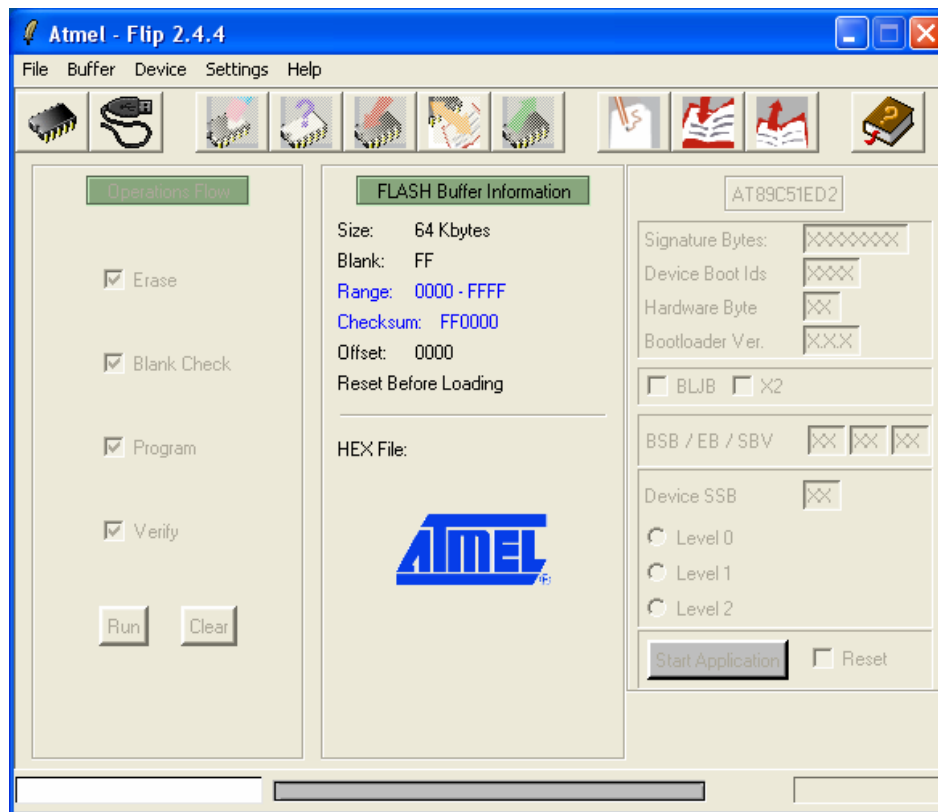 Atmel - Flip 2.4.4
File Buffer Device Settings Help
Operations Flow
Erase
Blank Check
Program
Verify
Run Clear
FLASH Buffer Information
Size: 64 Kbytes
Blank: FF
Range: 0000 - FFFF
Checksum: FF0000
Offset: 0000
Reset Before Loading
HEX File:
ATMEL®
AT89C51ED2
Signature Bytes: XXXXXXXX
Device Boot Ids XXXX
Hardware Byte XX
Bootloader Ver. X.X.X
BLJB X2
BSB / EB / SBV XX XX XX
Device SSB XX
Level 0
Level 1
Level 2
Start Application Reset